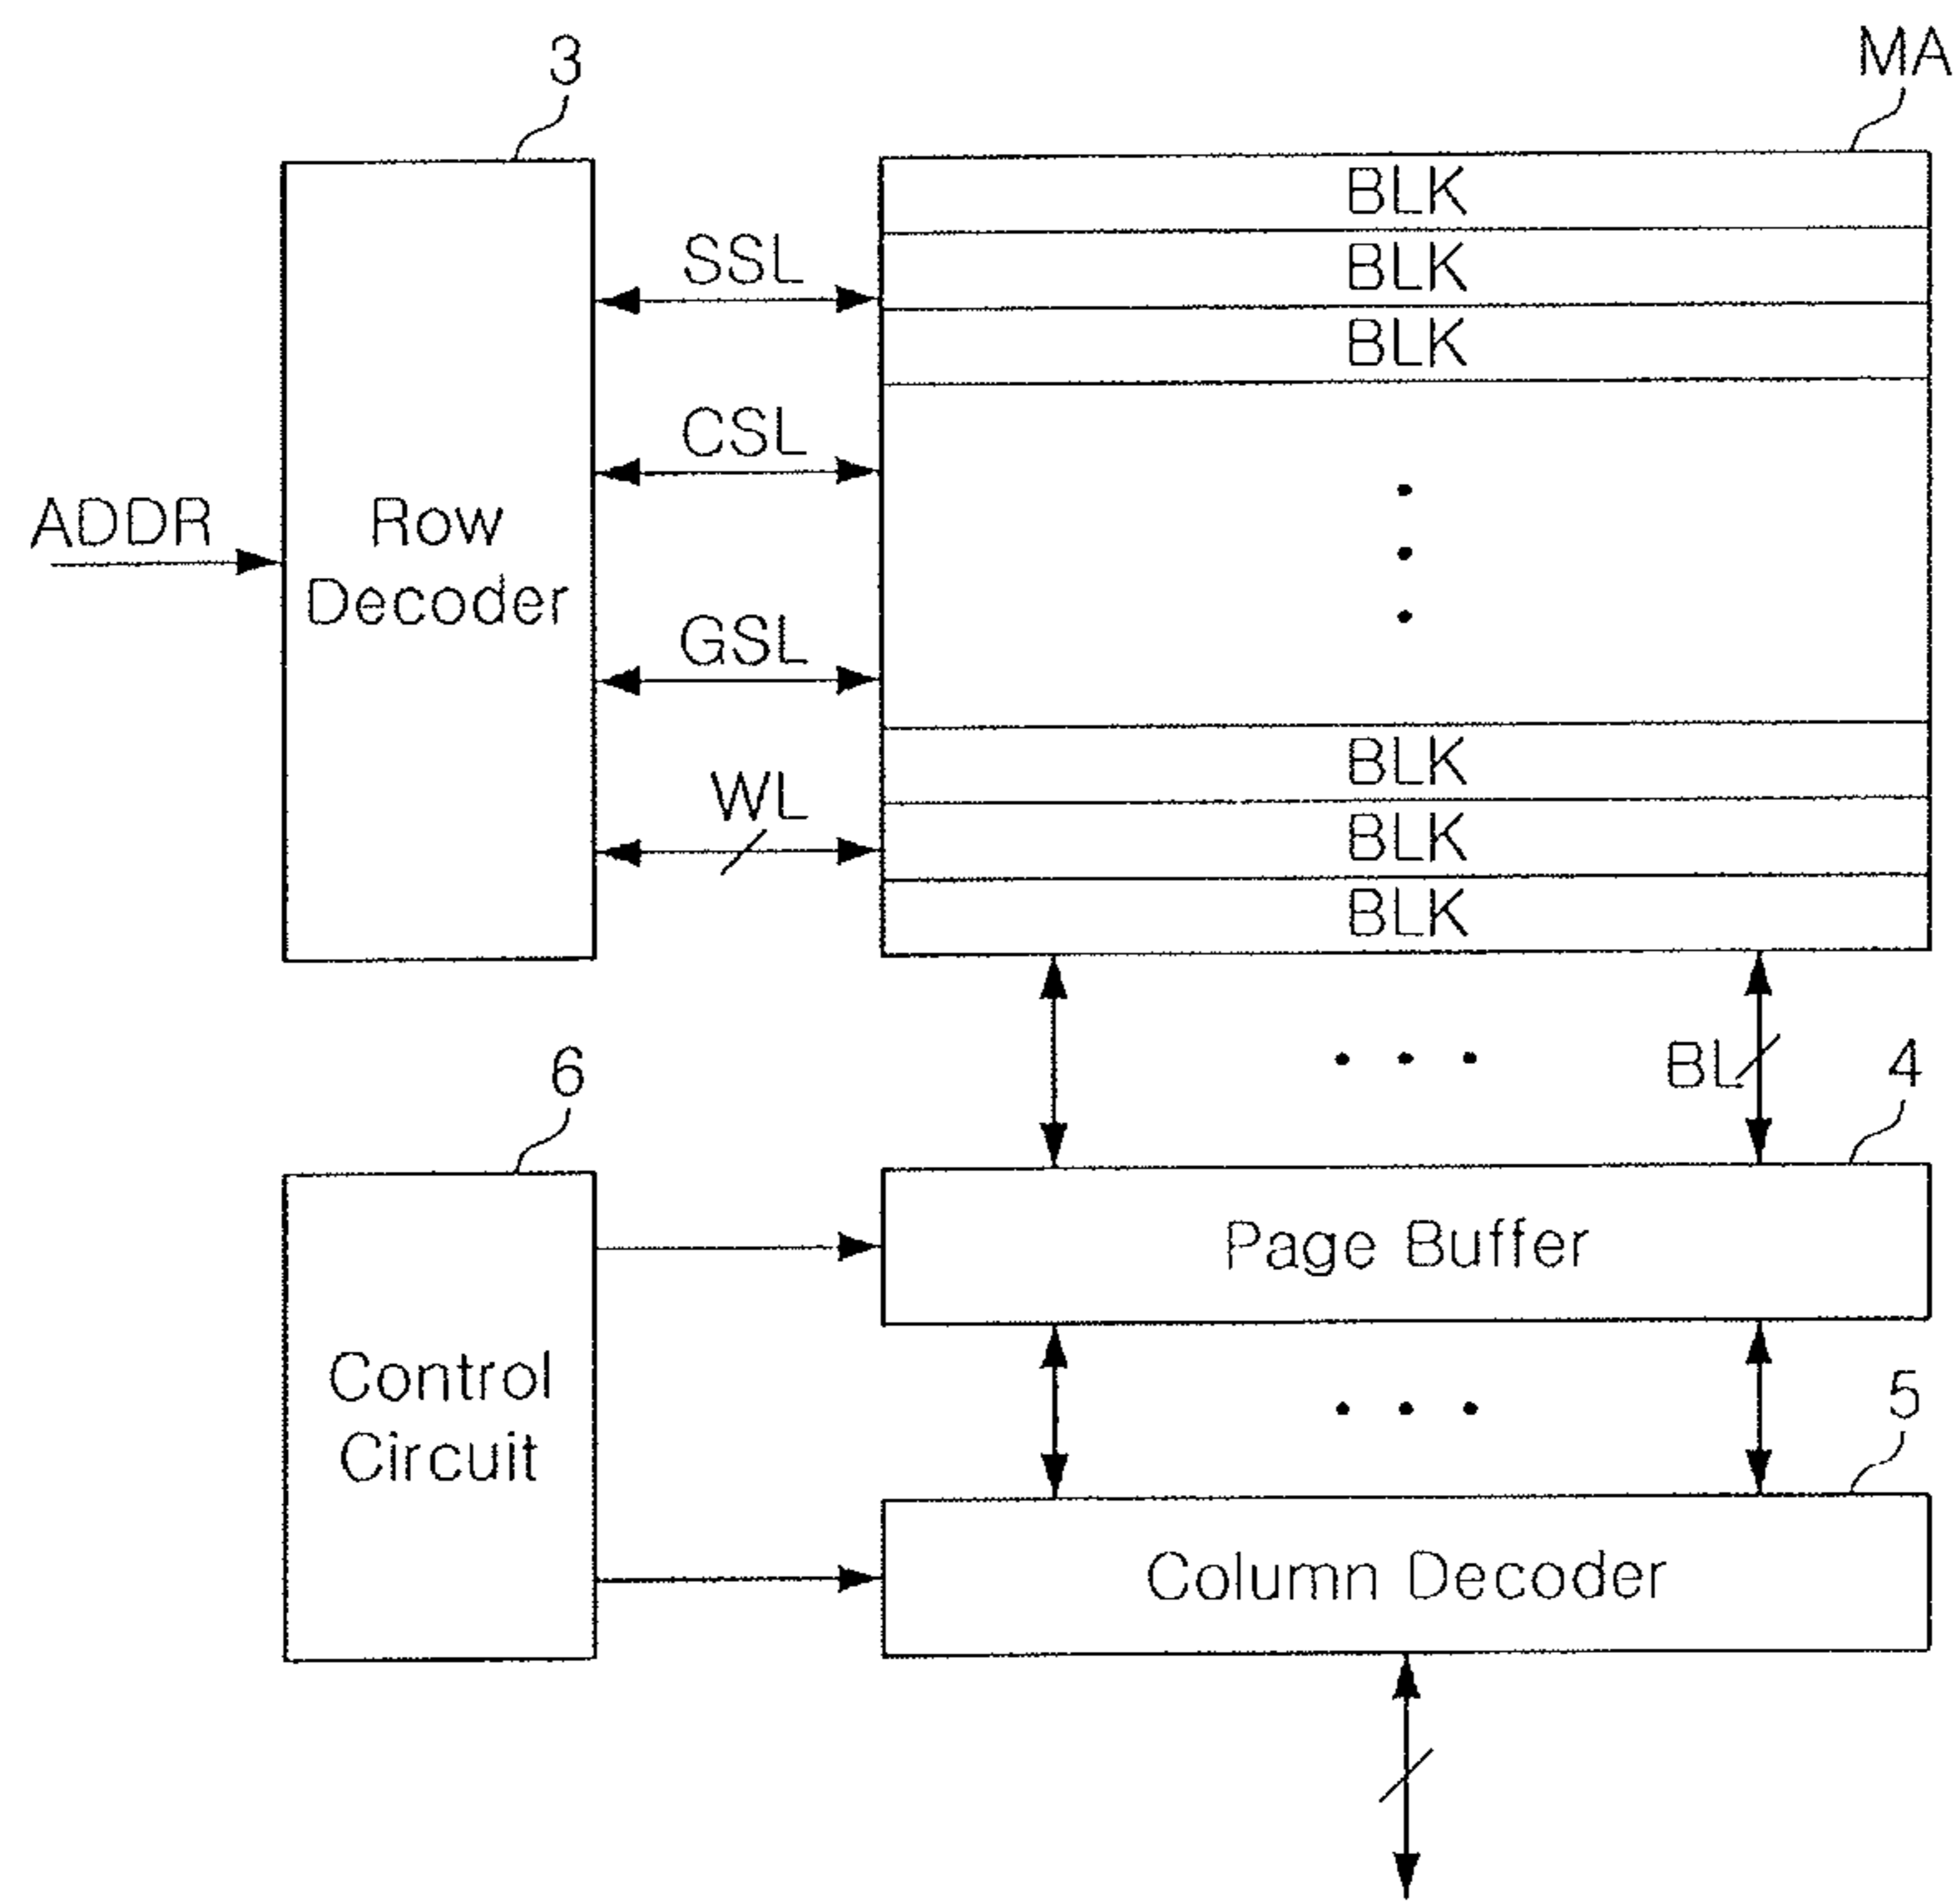 3
MA
BLK
SSL
BLK
BLK
CSL
ADDR
Row
Decoder
GSL
BLK
WL
BLK
BLK
6
BL
4
Page Buffer
Control
Circuit
5
Column Decoder